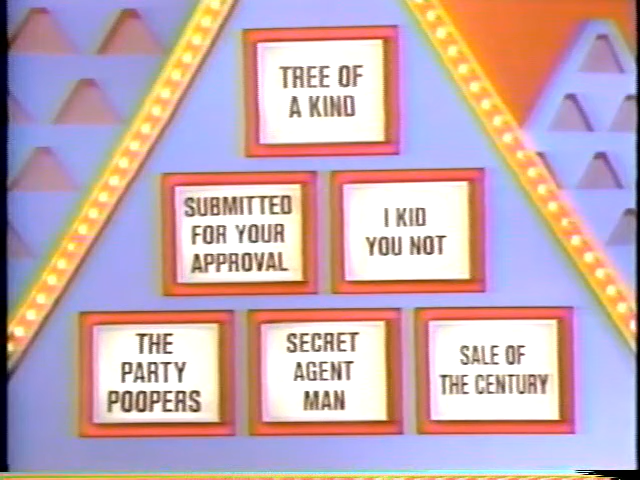 TREE OF
A KIND
SUBMITTED
FOR YOUR
APPROVAL
I KID
YOU NOT
THE
PARTY
POOPERS
SECRET
AGENT
MAN
SALE OF
THE CENTURY